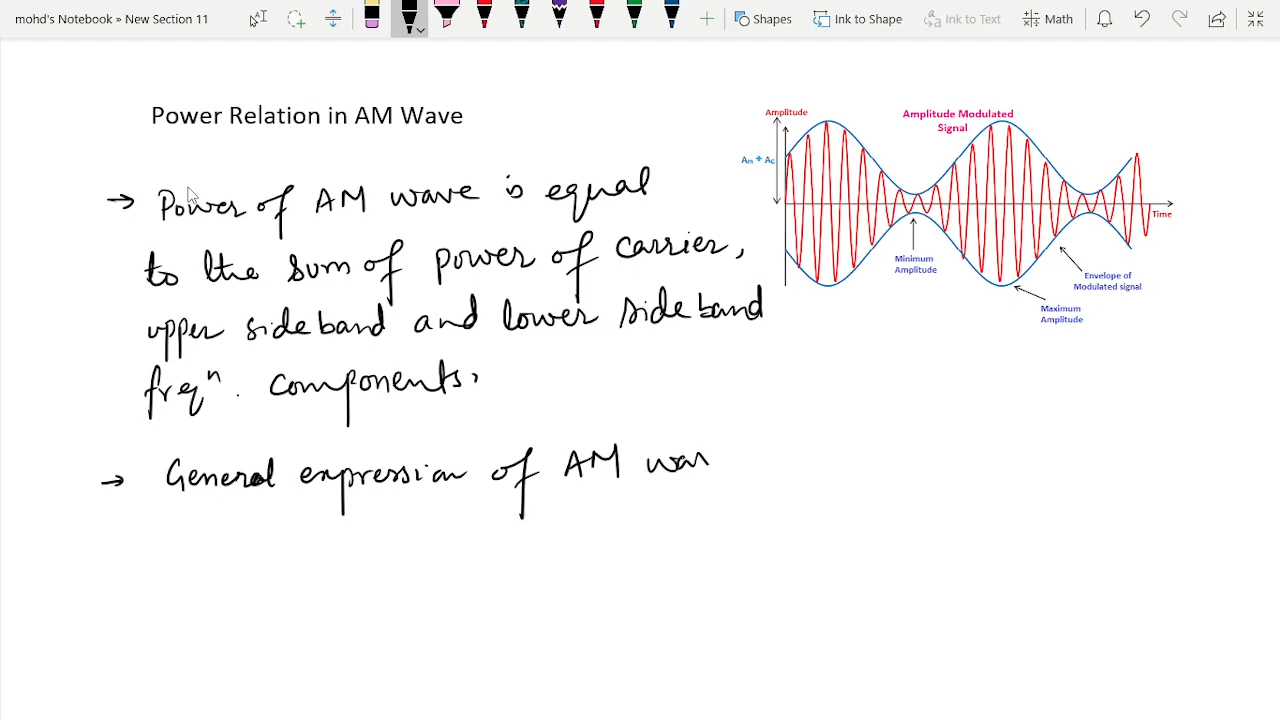 mohd's Notebook » New Section 11
Shapes
Ink to Shape
Ink to Text
Math
Power Relation in AM Wave
→ Power of AM wave is equal
to the sum of power of carrier,
upper sideband and lower sideband
freqⁿ. components.
→ General expression of AM wav
Amplitude
Amplitude Modulated
Signal
Am + Ac
Time
Minimum
Amplitude
Envelope of
Modulated signal
Maximum
Amplitude